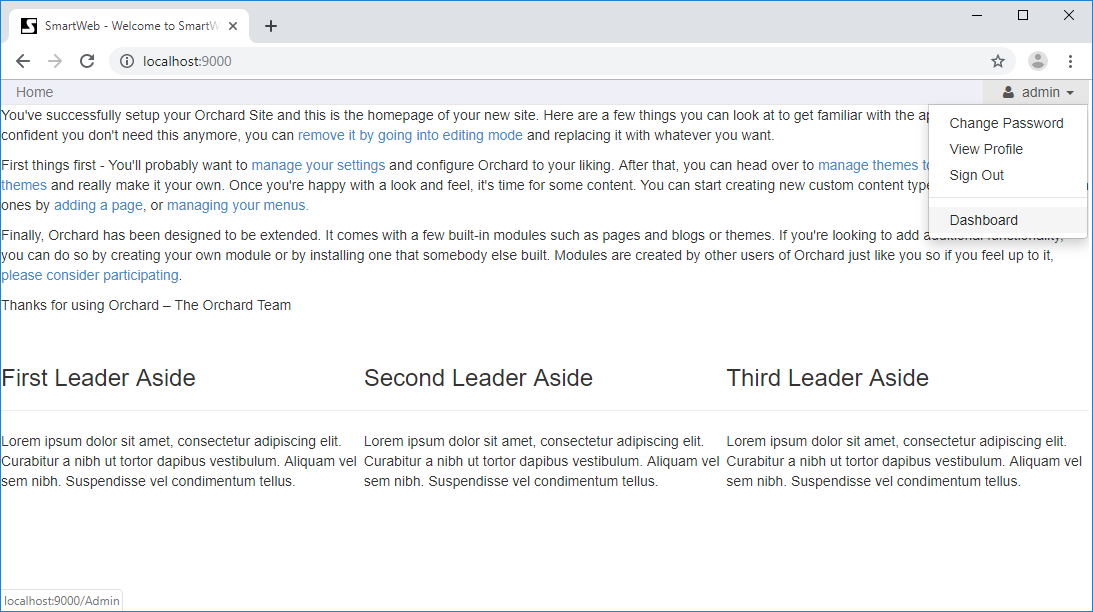 SmartWeb - Welcome to SmartW
localhost:9000
Home
admin
You've successfully setup your Orchard Site and this is the homepage of your new site. Here are a few things you can look at to get familiar with the
Change Password
confident you don't need this anymore, you can remove it by going into editing mode and replacing it with whatever you want.
View Profile
First things first - You'll probably want to manage your settings and configure Orchard to your liking. After that, you can head over to manage themes
Sign Out
themes and really make it your own. Once you're happy with a look and feel, it's time for some content. You can start creating new custom content
ones by adding a page, or managing your menus.
Dashboard
Finally, Orchard has been designed to be extended. It comes with a few built-in modules such as pages and blogs or themes. If you're looking to add additional functionality,
you can do so by creating your own module or by installing one that somebody else built. Modules are created by other users of Orchard just like you so if you feel up to it,
please consider participating.
Thanks for using Orchard – The Orchard Team
First Leader Aside
Second Leader Aside
Third Leader Aside
Lorem ipsum dolor sit amet, consectetur adipiscing elit.
Curabitur a nibh ut tortor dapibus vestibulum. Aliquam vel
sem nibh. Suspendisse vel condimentum tellus.
Lorem ipsum dolor sit amet, consectetur adipiscing elit.
Curabitur a nibh ut tortor dapibus vestibulum. Aliquam vel
sem nibh. Suspendisse vel condimentum tellus.
Lorem ipsum dolor sit amet, consectetur adipiscing elit.
Curabitur a nibh ut tortor dapibus vestibulum. Aliquam vel
sem nibh. Suspendisse vel condimentum tellus.
localhost:9000/Admin